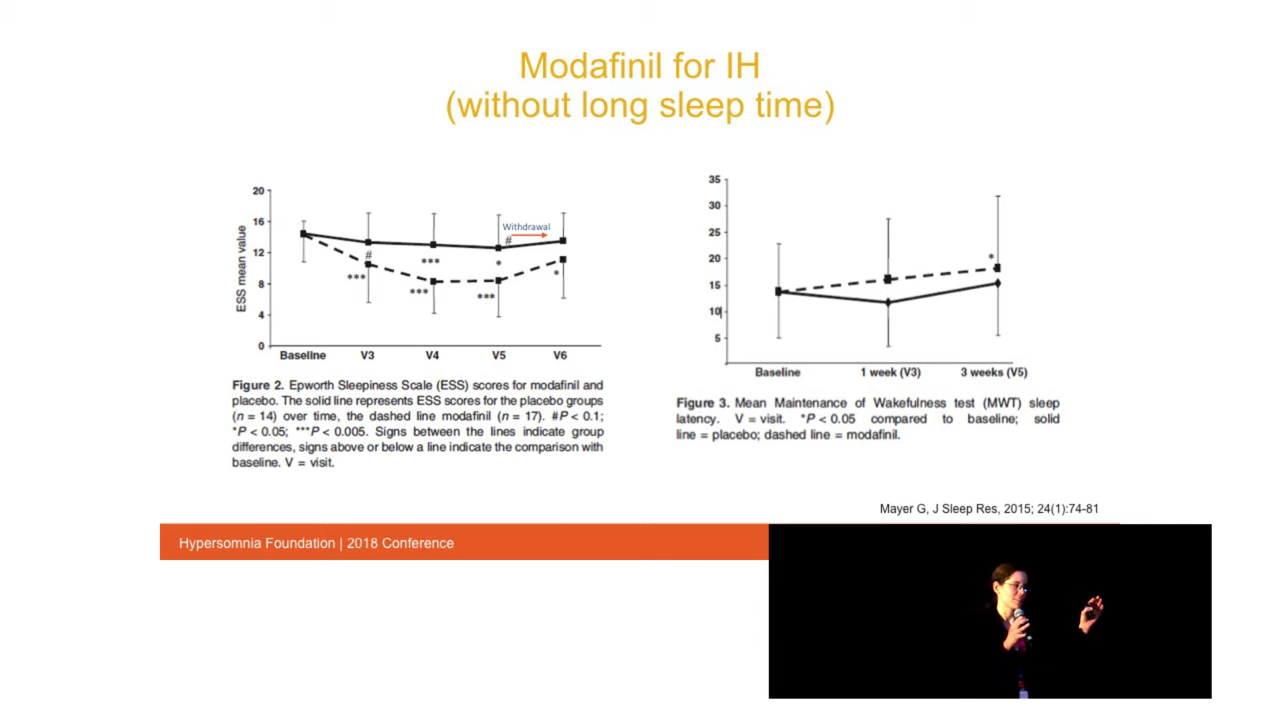 Modafinil for IH
(without long sleep time)
20
16
12
8
4
0
ESS mean value
Withdrawal
#
#
***
*
***
***
***
*
Baseline
V3
V4
V5
V6
Figure 2. Epworth Sleepiness Scale (ESS) scores for modafinil and
placebo. The solid line represents ESS scores for the placebo groups
(n = 14) over time, the dashed line modafinil (n = 17). #P < 0.1;
*P < 0.05; ***P < 0.005. Signs between the lines indicate group
differences, signs above or below a line indicate the comparison with
baseline. V = visit.
35
30
25
20
15
10
5
*
Baseline
1 week (V3)
3 weeks (V5)
Figure 3. Mean Maintenance of Wakefulness test (MWT) sleep
latency. V = visit. *P < 0.05 compared to baseline; solid
line = placebo; dashed line = modafinil.
Mayer G, J Sleep Res, 2015; 24(1):74-81
Hypersomnia Foundation | 2018 Conference